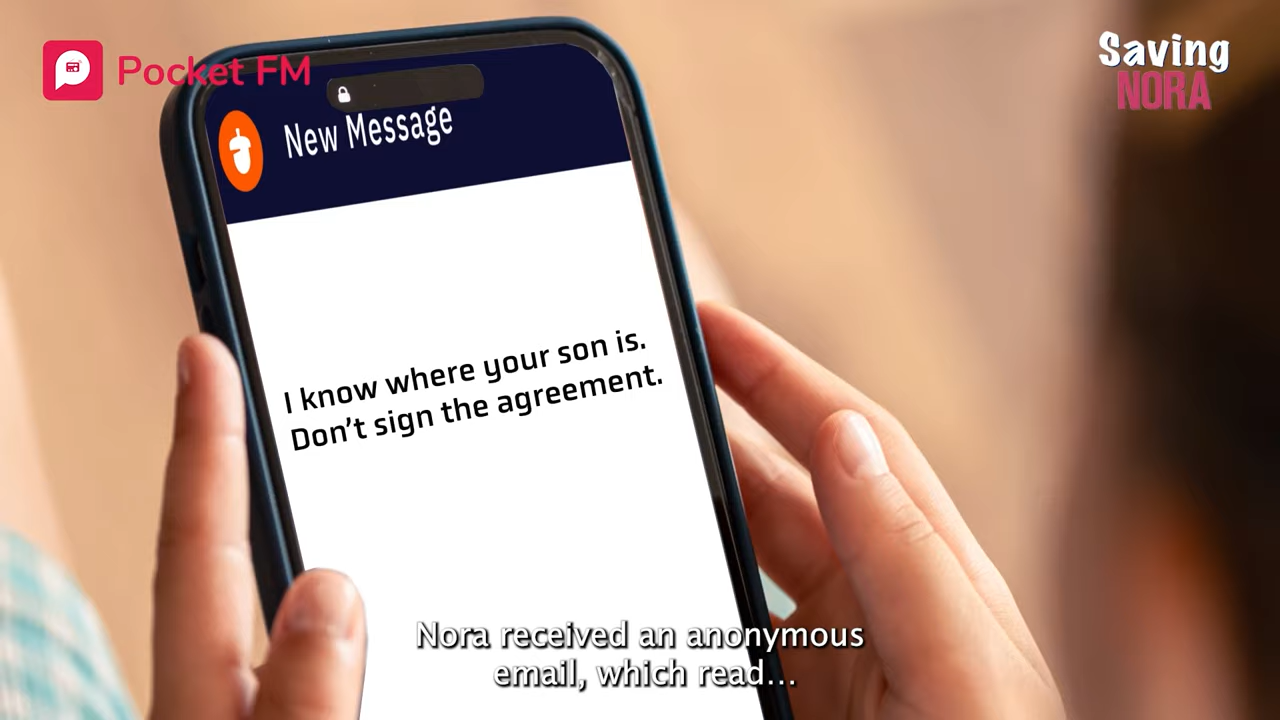 Pocket FM
Saving
NORA
New Message
I know where your son is.
Don't sign the agreement.
Nora received an anonymous
email, which read...